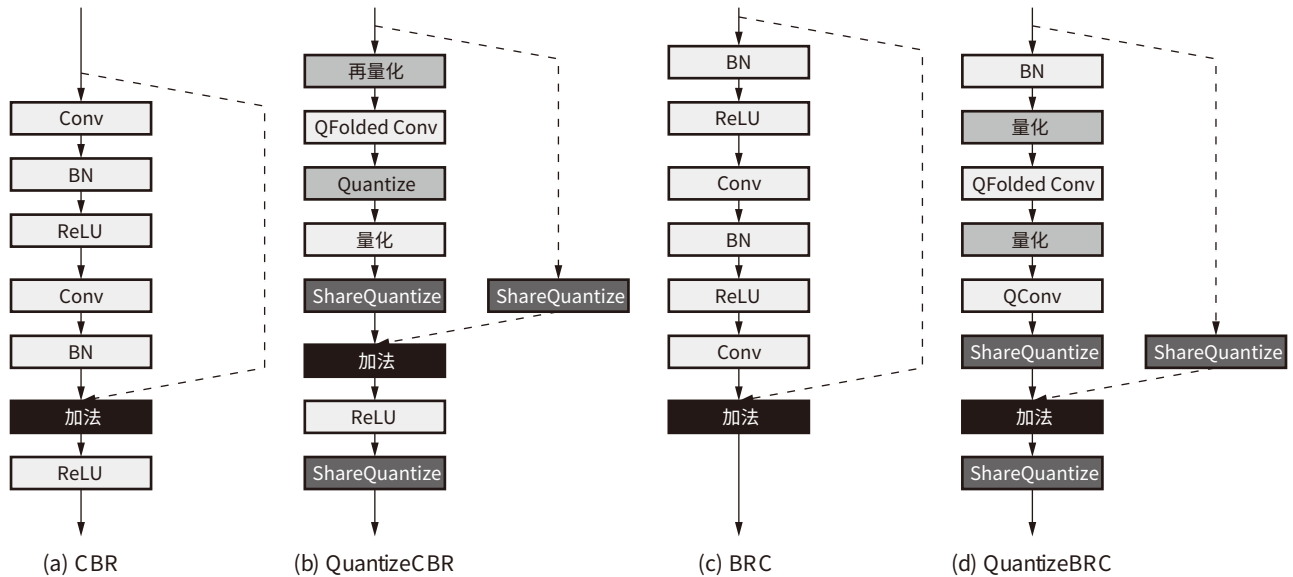 Conv
BN
ReLU
Conv
BN
加法
ReLU
(a) CBR
再量化
QFolded Conv
Quantize
量化
ShareQuantize
ShareQuantize
加法
ReLU
ShareQuantize
(b) QuantizeCBR
BN
ReLU
Conv
BN
ReLU
Conv
加法
(c) BRC
BN
量化
QFolded Conv
量化
QConv
ShareQuantize
ShareQuantize
加法
ShareQuantize
(d) QuantizeBRC